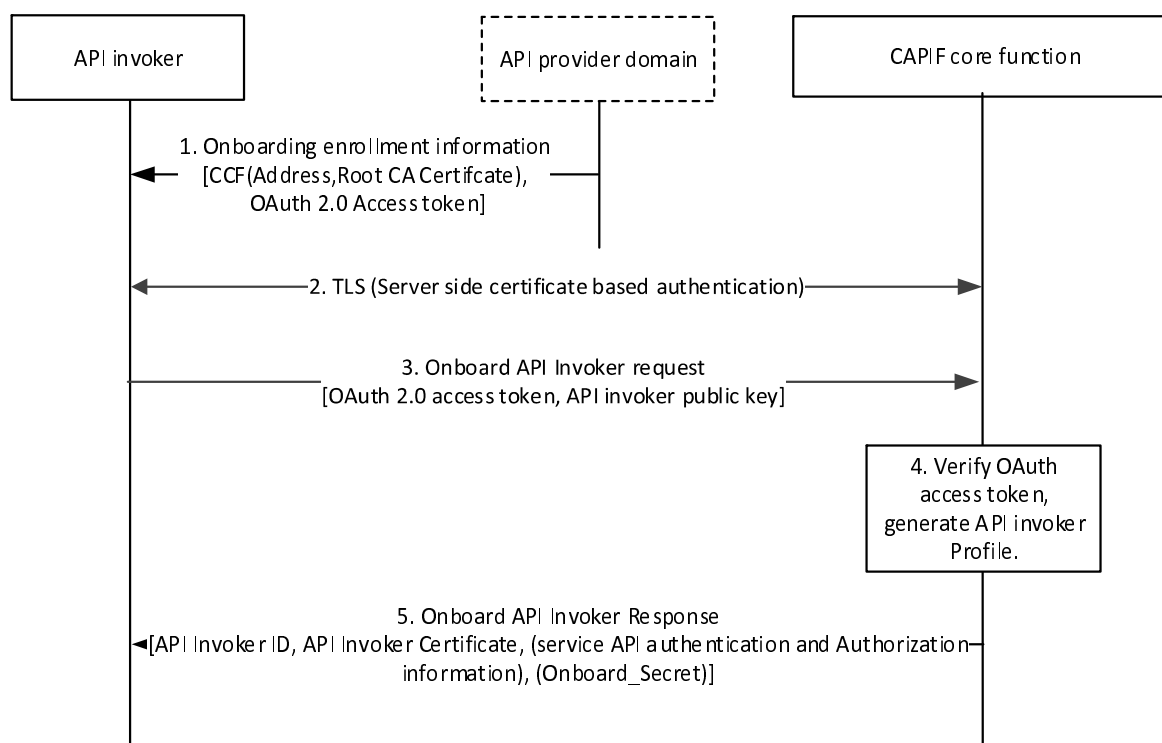 API invoker
API provider domain
CAPIF core function
1. Onboarding enrollment information
[CCF(Address,Root CA Certifcate),
OAuth 2.0 Access token]
2. TLS (Server side certificate based authentication)
3. Onboard API Invoker request
[OAuth 2.0 access token, API invoker public key]
4. Verify OAuth
access token,
generate API invoker
Profile.
5. Onboard API Invoker Response
[API Invoker ID, API Invoker Certificate, (service API authentication and Authorization
information), (Onboard_Secret)]